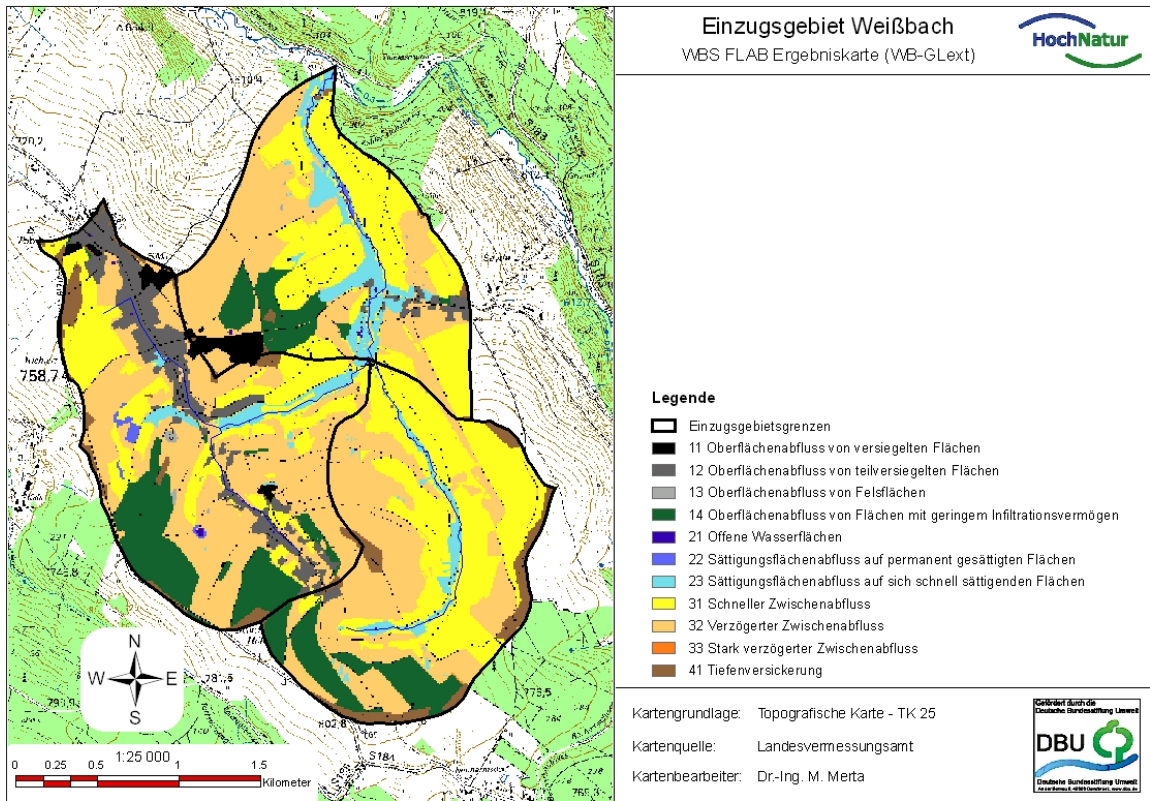 Einzugsgebiet Weißbach
WBS FLAB Ergebniskarte (WB-GLext)
HochNatur
819,1
720,2
758,7
Legende
Einzugsgebietsgrenzen
11 Oberflächenabfluss von versiegelten Flächen
12 Oberflächenabfluss von teilversiegelten Flächen
13 Oberflächenabfluss von Felsflächen
14 Oberflächenabfluss von Flächen mit geringem Infiltrationsvermögen
21 Offene Wasserflächen
22 Sättigungsflächenabfluss auf permanent gesättigten Flächen
23 Sättigungsflächenabfluss auf sich schnell sättigenden Flächen
31 Schneller Zwischenabfluss
32 Verzögerter Zwischenabfluss
33 Stark verzögerter Zwischenabfluss
41 Tiefenversickerung
N
W E
S
1:25 000
0 0.25 0.5 1 1.5
Kilometer
S184
Kartengrundlage: Topografische Karte - TK 25
Kartenquelle: Landesvermessungsamt
Kartenbearbeiter: Dr.-Ing. M. Merta
Gefördert durch die
Deutsche Bundesstiftung Umwelt
DBU
Deutsche Bundesstiftung Umwelt